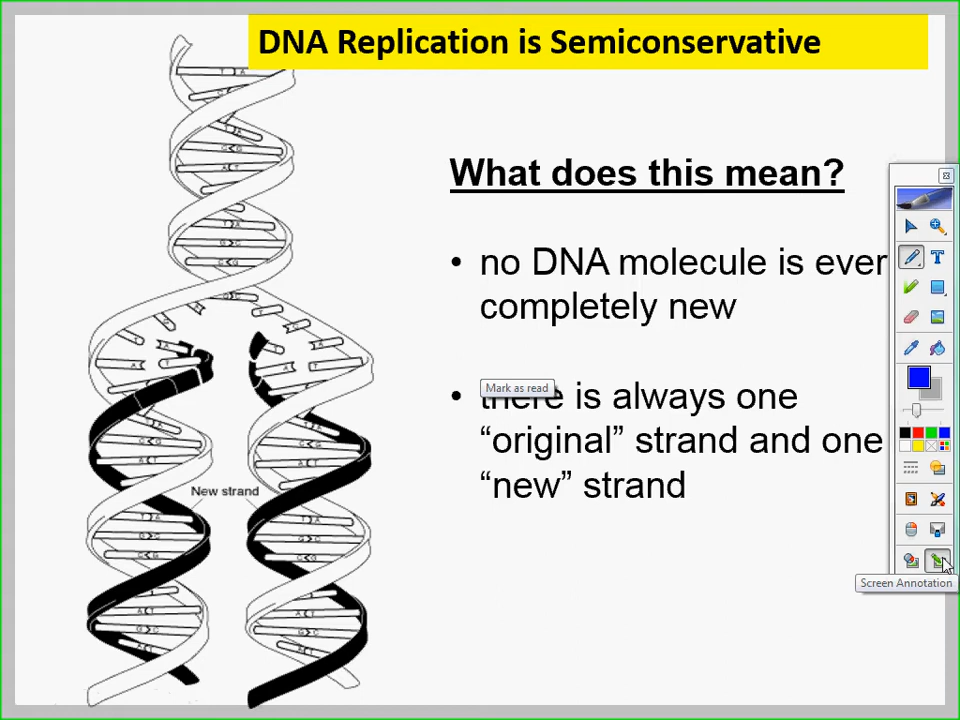 DNA Replication is Semiconservative
What does this mean?
• no DNA molecule is ever
completely new
Mark as read
• there is always one
“original” strand and one
“new” strand
New strand
Screen Annotation